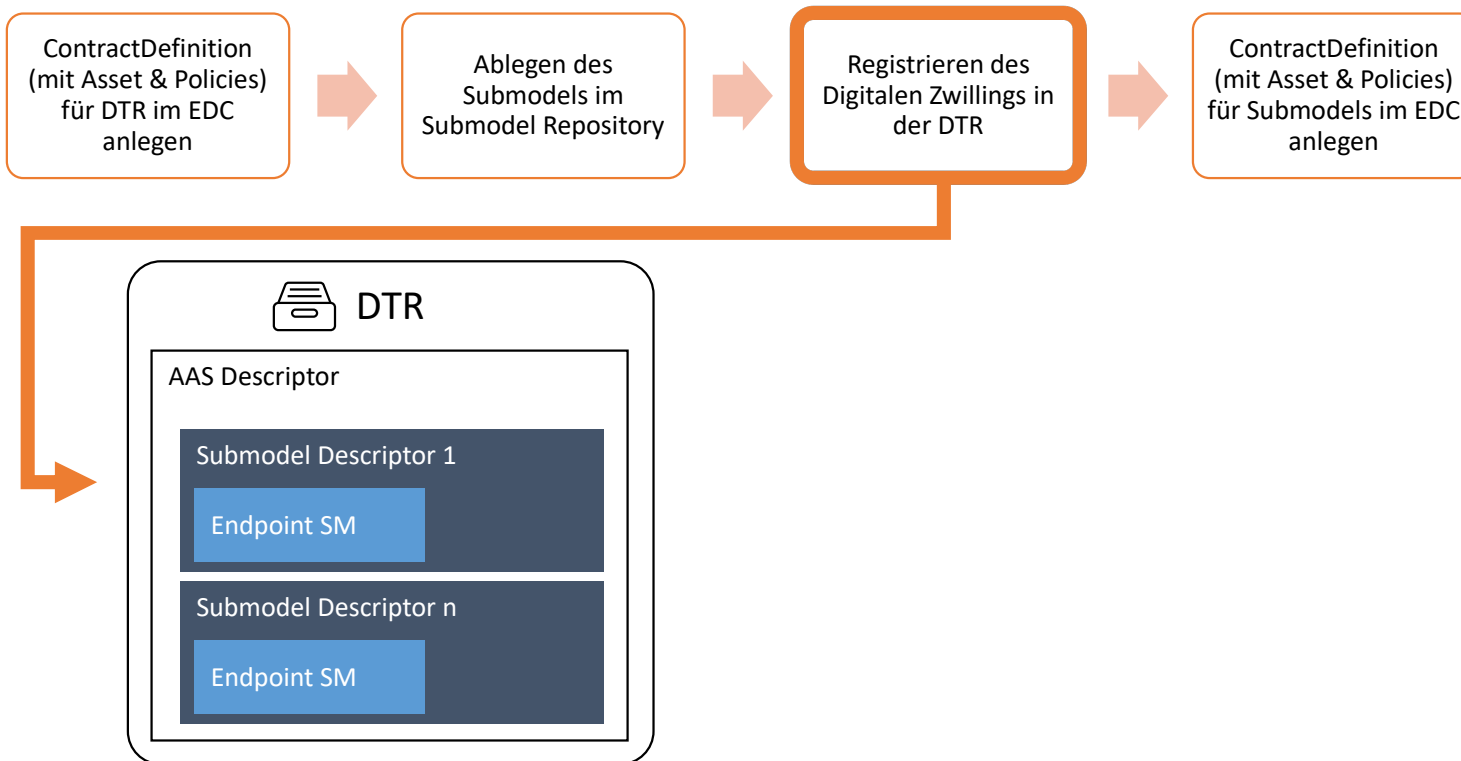 ContractDefinition
(mit Asset & Policies)
für DTR im EDC
anlegen
Ablegen des
Submodels im
Submodel Repository
Registrieren des
Digitalen Zwillings in
der DTR
ContractDefinition
(mit Asset & Policies)
für Submodels im EDC
anlegen
DTR
AAS Descriptor
Submodel Descriptor 1
Endpoint SM
Submodel Descriptor n
Endpoint SM